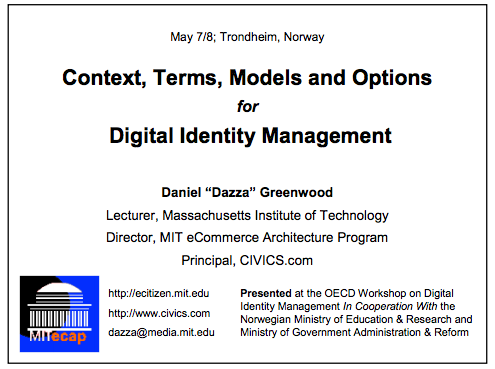 May 7/8; Trondheim, Norway
Context, Terms, Models and Options
for
Digital Identity Management
Daniel “Dazza” Greenwood
Lecturer, Massachusetts Institute of Technology
Director, MIT eCommerce Architecture Program
Principal, CIVICS.com
http://ecitizen.mit.edu
http://www.civics.com
dazza@media.mit.edu
Presented at the OECD Workshop on Digital
Identity Management In Cooperation With the
Norwegian Ministry of Education & Research and
Ministry of Government Administration & Reform
MITecap